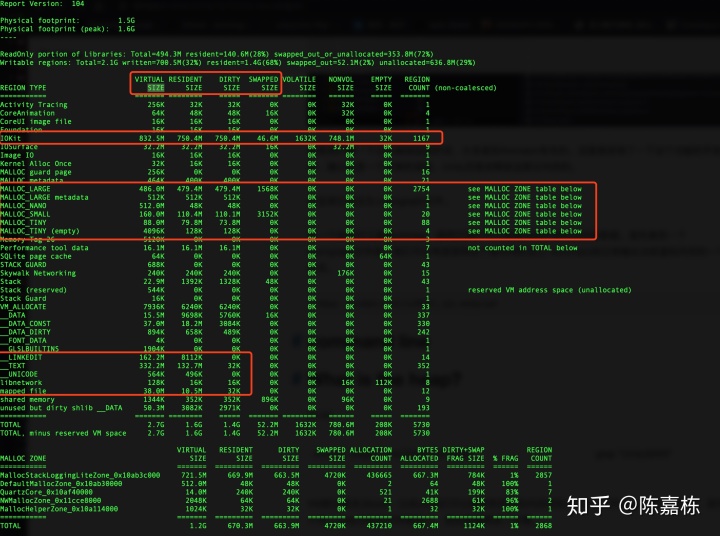 Report Version:  104
Physical footprint:         1.5G
Physical footprint (peak):  1.6G
----
ReadOnly portion of Libraries: Total=494.3M resident=140.6M(28%) swapped_out_or_unallocated=353.8M(72%)
Writable regions: Total=2.1G written=700.5M(32%) resident=1.4G(68%) swapped_out=52.1M(2%) unallocated=636.8M(29%)
VIRTUAL RESIDENT DIRTY SWAPPED VOLATILE NONVOL EMPTY REGION
REGION TYPE SIZE SIZE SIZE SIZE SIZE SIZE SIZE COUNT (non-coalesced)
=========== ======= ======== ===== ======= ======== ====== ===== =======
Activity Tracing 256K 32K 32K 0K 0K 32K 0K 1
CoreAnimation 64K 48K 48K 16K 0K 32K 0K 4
CoreUI image file 16K 16K 16K 0K 0K 0K 0K 1
Foundation 16K 16K 16K 0K 0K 0K 0K 1
IOKit 832.5M 750.4M 750.4M 46.6M 1632K 748.1M 32K 1167
IOSurface 32.2M 32.2M 32.2M 16K 0K 32.2M 0K 9
Image IO 16K 16K 16K 0K 0K 0K 0K 1
Kernel Alloc Once 32K 16K 16K 0K 0K 0K 0K 1
MALLOC guard page 256K 0K 0K 0K 0K 0K 0K 16
MALLOC metadata 464K 400K 400K 0K 0K 0K 0K 21
MALLOC_LARGE 486.0M 479.4M 479.4M 1568K 0K 0K 0K 2754 see MALLOC ZONE table below
MALLOC_LARGE metadata 512K 512K 512K 0K 0K 0K 0K 1 see MALLOC ZONE table below
MALLOC_NANO 512.0M 48K 48K 0K 0K 0K 0K 1 see MALLOC ZONE table below
MALLOC_SMALL 160.0M 110.4M 110.1M 3152K 0K 0K 0K 20 see MALLOC ZONE table below
MALLOC_TINY 88.0M 79.8M 73.8M 0K 0K 0K 0K 88 see MALLOC ZONE table below
MALLOC_TINY (empty) 4096K 128K 128K 0K 0K 0K 0K 4 see MALLOC ZONE table below
Memory Tag 0K 0K 0K 0K 0K 0K
Performance tool data 16.1M 16.1M 16.1M 0K 0K 0K 0K 7 not counted in TOTAL below
SQLite page cache 64K 0K 0K 0K 0K 0K 64K 1
STACK GUARD 688K 0K 0K 0K 0K 0K 0K 43
Skywalk Networking 240K 240K 240K 0K 0K 176K 0K 15
Stack 22.9M 1392K 1328K 48K 0K 0K 0K 43
Stack (reserved) 544K 0K 0K 0K 0K 0K 0K 1 reserved VM address space (unallocated)
Stack Guard 16K 0K 0K 0K 0K 0K 0K 1
VM_ALLOCATE 7936K 6240K 6240K 0K 0K 0K 0K 33
__DATA 15.5M 9698K 5760K 16K 0K 0K 0K 337
__DATA_CONST 37.0M 18.2M 3084K 0K 0K 0K 0K 330
__DATA_DIRTY 894K 658K 489K 0K 0K 0K 0K 242
__FONT_DATA 4K 0K 0K 0K 0K 0K 0K 1
__GLSLBUILTINS 1904K 0K 0K 0K 0K 0K 0K 1
__LINKEDIT 162.2M 8112K 0K 0K 0K 0K 0K 14
__TEXT 332.2M 132.7M 32K 0K 0K 0K 0K 352
__UNICODE 564K 496K 0K 0K 0K 0K 0K 1
libnetwork 128K 16K 16K 0K 0K 16K 112K 8
mapped file 38.0M 10.5M 32K 0K 0K 0K 0K 12
shared memory 1344K 352K 352K 896K 0K 96K 0K 9
unused but dirty shlib __DATA 50.3M 3082K 2971K 0K 0K 0K 0K 193
=========== ======= ======== ===== ======= ======== ====== ===== =======
TOTAL 2.7G 1.6G 1.4G 52.2M 1632K 780.6M 208K 5730
TOTAL, minus reserved VM space 2.7G 1.6G 1.4G 52.2M 1632K 780.6M 208K 5730
VIRTUAL RESIDENT DIRTY SWAPPED ALLOCATION BYTES DIRTY+SWAP REGION
MALLOC ZONE SIZE SIZE SIZE SIZE COUNT ALLOCATED FRAG SIZE % FRAG COUNT
=========== ======= ========= ========= ========= ========= ========= ========= ====== ======
MallocStackLoggingLiteZone_0x10ab3c000 721.5M 669.9M 663.5M 4720K 436665 667.3M 784K 1% 2857
DefaultMallocZone_0x10ab30000 512.0M 48K 48K 0K 2 64 48K 100% 1
QuartzCore_0x10af40000 14.0M 240K 240K 0K 521 41K 199K 83% 7
NWMallocZone_0x11cce8000 2048K 64K 64K 0K 21 2688 61K 96% 2
MallocHelperZone_0x10a114000 1024K 32K 32K 0K 1 32 32K 100% 1
=========== ======= ========= ========= ========= ========= ========= ========= ====== ======
TOTAL 1.2G 670.3M 663.9M 4720K 437210 667.4M 1124K 1% 2868
知乎 @陈嘉栋